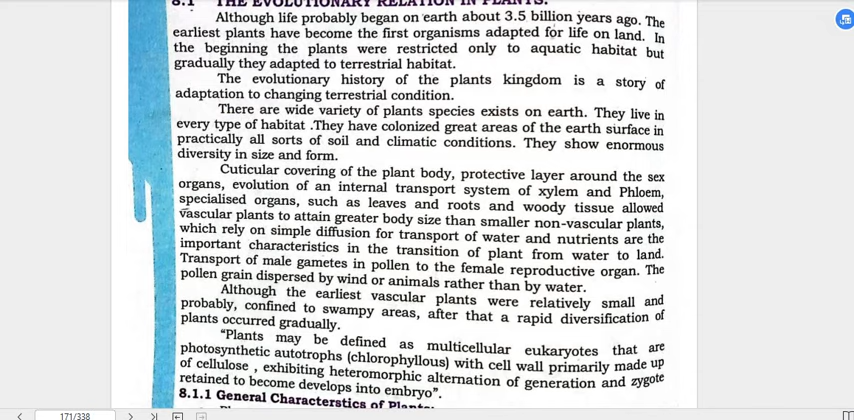 8.1 THE EVOLUTIONARY RELATION IN PLANTS:
Although life probably began on earth about 3.5 billion years ago. The
earliest plants have become the first organisms adapted for life on land. In
the beginning the plants were restricted only to aquatic habitat but
gradually they adapted to terrestrial habitat.
The evolutionary history of the plants kingdom is a story of
adaptation to changing terrestrial condition.
There are wide variety of plants species exists on earth. They live in
every type of habitat .They have colonized great areas of the earth surface in
practically all sorts of soil and climatic conditions. They show enormous
diversity in size and form.
Cuticular covering of the plant body, protective layer around the sex
organs, evolution of an internal transport system of xylem and Phloem,
specialised organs, such as leaves and roots and woody tissue allowed
vascular plants to attain greater body size than smaller non-vascular plants,
which rely on simple diffusion for transport of water and nutrients are the
important characteristics in the transition of plant from water to land.
Transport of male gametes in pollen to the female reproductive organ. The
pollen grain dispersed by wind or animals rather than by water.
Although the earliest vascular plants were relatively small and
probably, confined to swampy areas, after that a rapid diversification of
plants occurred gradually.
“Plants may be defined as multicellular eukaryotes that are
photosynthetic autotrophs (chlorophyllous) with cell wall primarily made up
of cellulose , exhibiting heteromorphic alternation of generation and zygote
retained to become develops into embryo”.
8.1.1 General Characterstics of Plants:
171/338